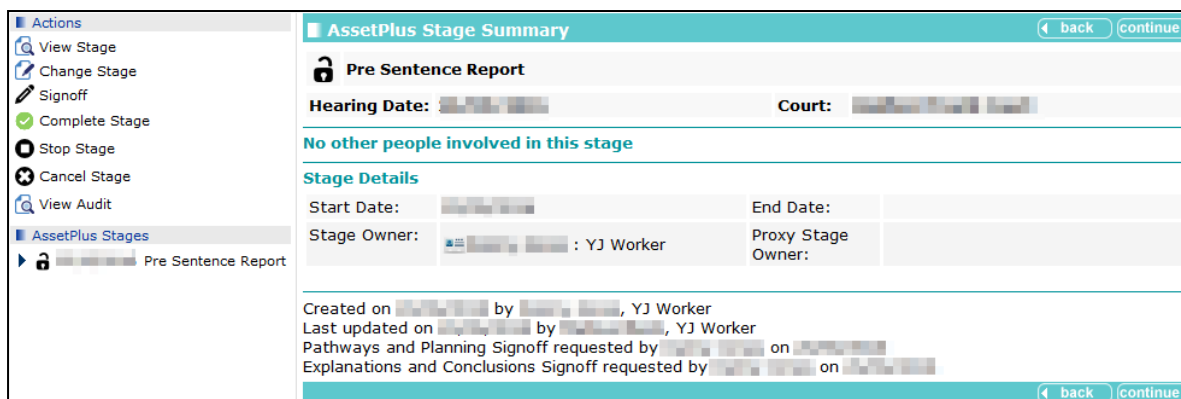 Actions
View Stage
Change Stage
Signoff
Complete Stage
Stop Stage
Cancel Stage
View Audit
AssetPlus Stages
Pre Sentence Report
AssetPlus Stage Summary back continue
Pre Sentence Report
Hearing Date: Court:
No other people involved in this stage
Stage Details
Start Date: End Date:
Stage Owner: : YJ Worker Proxy Stage
Owner:
Created on by , YJ Worker
Last updated on by , YJ Worker
Pathways and Planning Signoff requested by on
Explanations and Conclusions Signoff requested by on
back continue